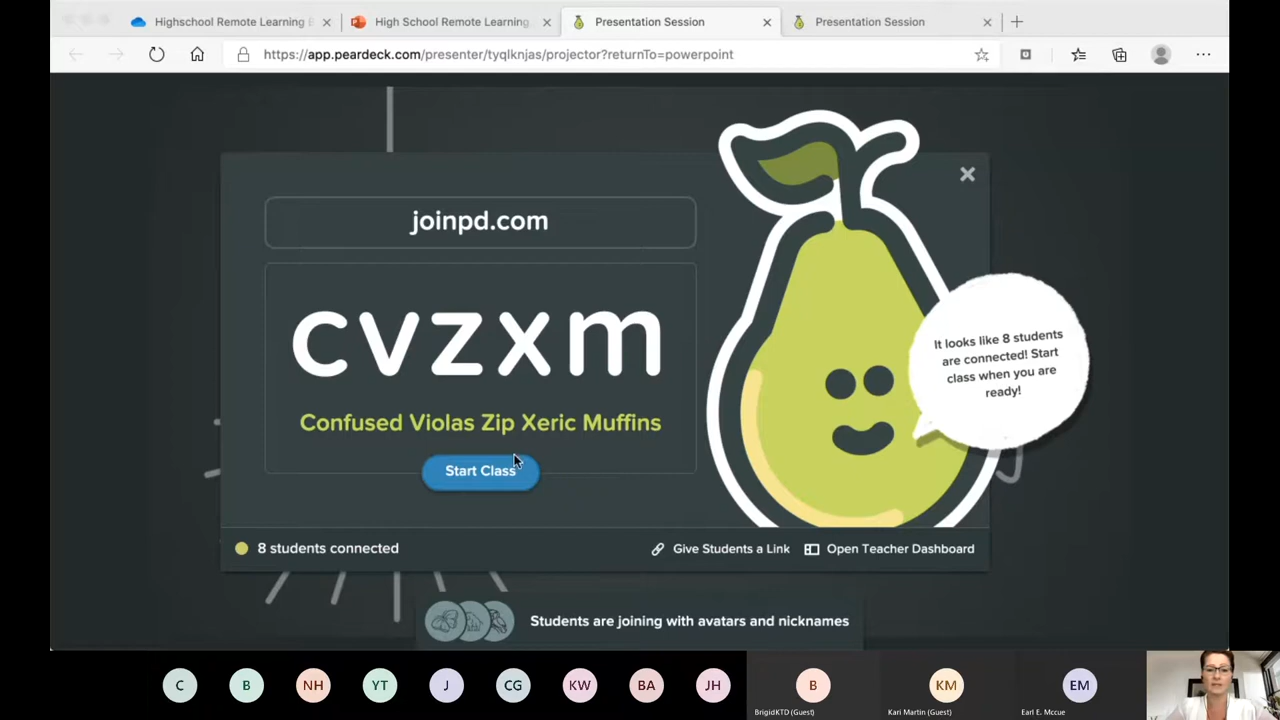 Highschool Remote Learning
High School Remote Learning
Presentation Session
Presentation Session
https://app.peardeck.com/presenter/tyqlknjas/projector?returnTo=powerpoint
joinpd.com
cvzxm
Confused Violas Zip Xeric Muffins
Start Class
It looks like 8 students
are connected! Start
class when you are
ready!
8 students connected
Give Students a Link
Open Teacher Dashboard
Students are joining with avatars and nicknames
C
B
NH
YT
J
CG
KW
BA
JH
B
KM
EM
BrigidKTD (Guest)
Kari Martin (Guest)
Earl E. Mccue